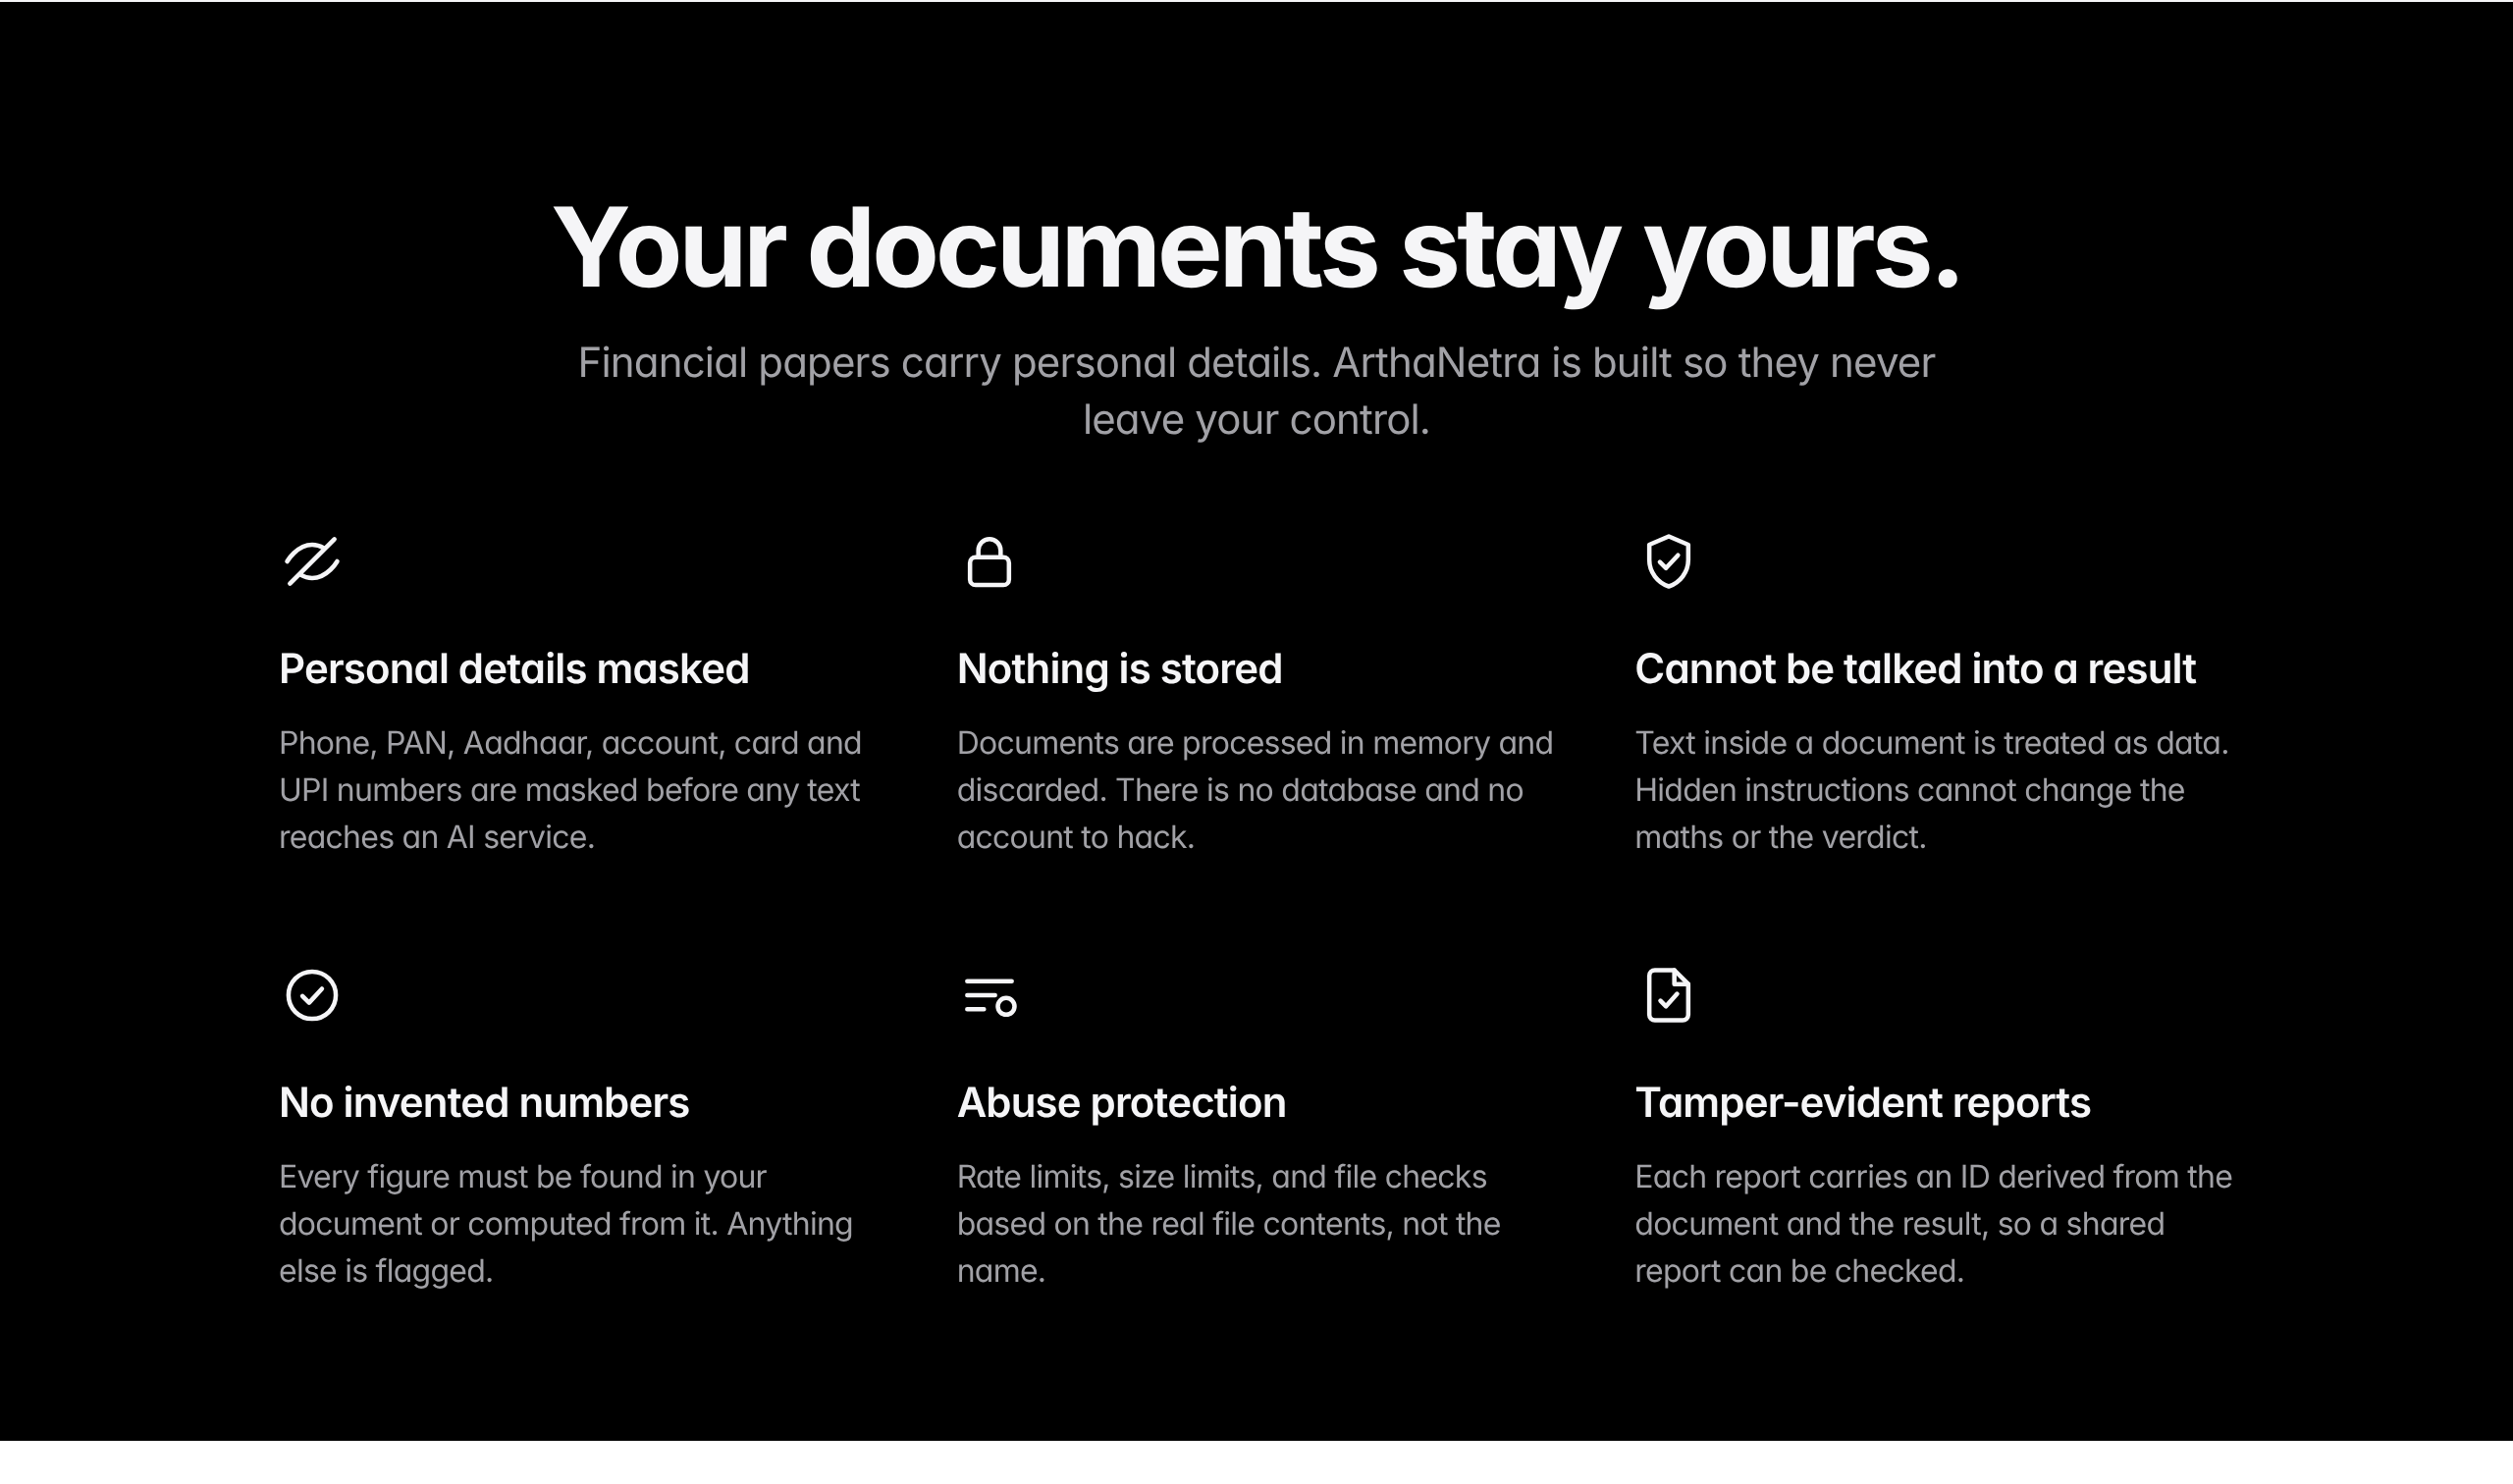 Your documents stay yours.
Financial papers carry personal details. ArthaNetra is built so they never
leave your control.
Personal details masked
Phone, PAN, Aadhaar, account, card and
UPI numbers are masked before any text
reaches an AI service.
Nothing is stored
Documents are processed in memory and
discarded. There is no database and no
account to hack.
Cannot be talked into a result
Text inside a document is treated as data.
Hidden instructions cannot change the
maths or the verdict.
No invented numbers
Every figure must be found in your
document or computed from it. Anything
else is flagged.
Abuse protection
Rate limits, size limits, and file checks
based on the real file contents, not the
name.
Tamper-evident reports
Each report carries an ID derived from the
document and the result, so a shared
report can be checked.